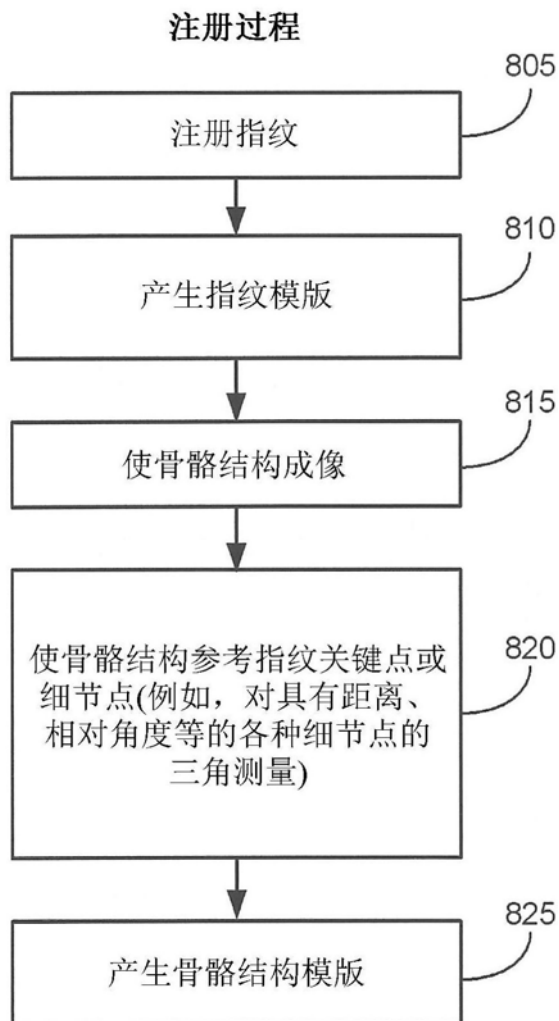 注册过程
805
注册指纹
810
产生指纹模版
815
使骨骼结构成像
820
使骨骼结构参考指纹关键点或
细节点(例如，对具有距离、
相对角度等的各种细节点的
三角测量)
825
产生骨骼结构模版